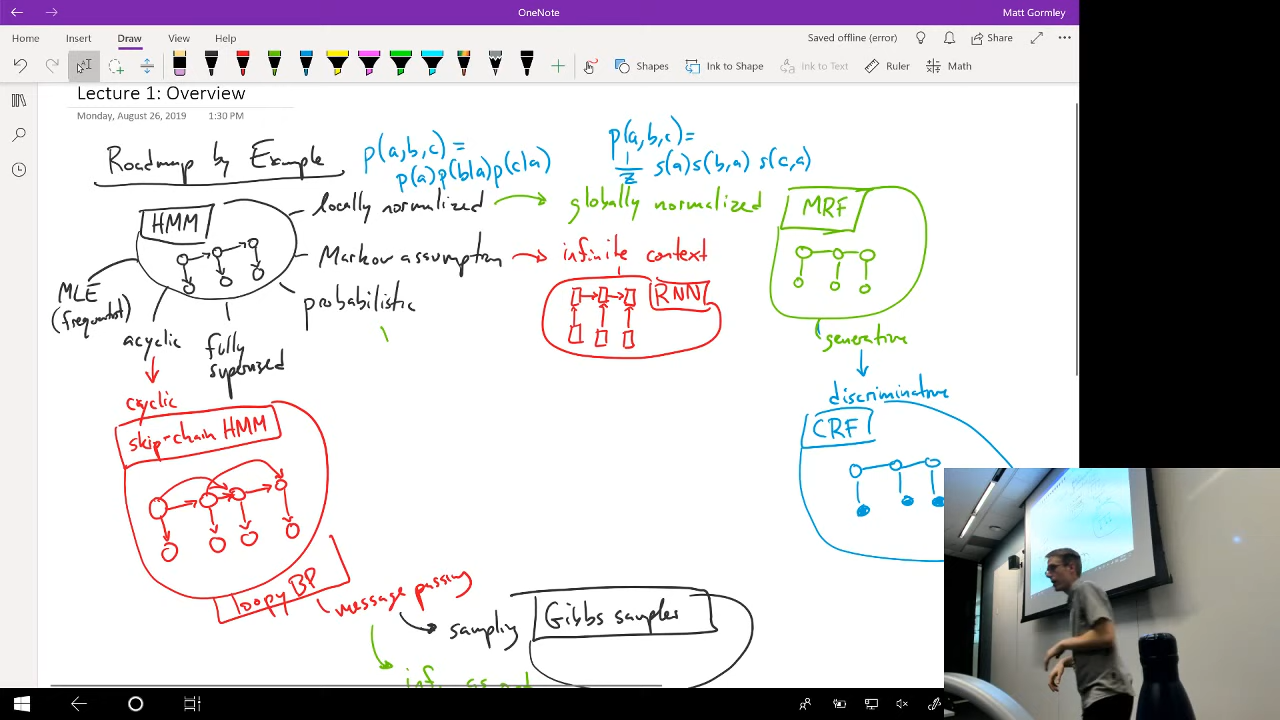 OneNote
Matt Gormley
Home Insert Draw View Help
Saved offline (error)
Share
Shapes
Ink to Shape
Ink to Text
Ruler
Math
Lecture 1: Overview
Monday, August 26, 2019 1:30 PM
Roadmap by Example
p(a,b,c) =
p(a)p(b|a)p(c|a)
p(a,b,c)=
1/Z s(a)s(b,a) s(c,a)
HMM
locally normalized
globally normalized
MRF
Markov assumption
infinite context
RNN
probabilistic
MLE
(frequentist)
acyclic
fully
supervised
generative
cyclic
discriminative
skip-chain HMM
CRF
loopy BP
message passing
sampling
Gibbs sampler